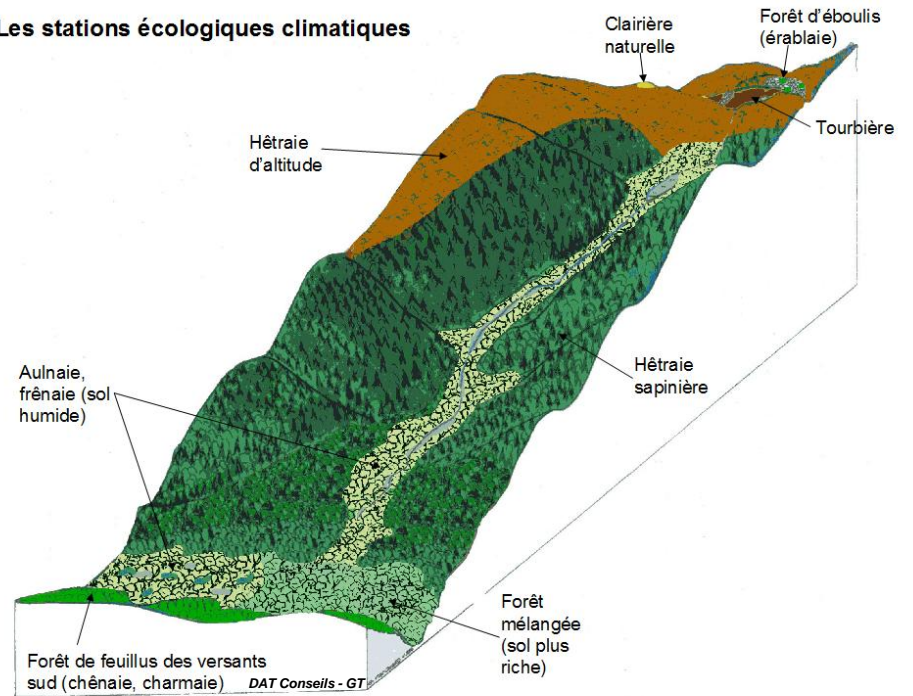 Les stations écologiques climatiques
Clairière
naturelle
Forêt d'éboulis
(érablaie)
Tourbière
Hêtraie
d'altitude
Hêtraie
sapinière
Aulnaie,
frênaie (sol
humide)
Forêt
mélangée
(sol plus
riche)
Forêt de feuillus des versants
sud (chênaie, charmaie)
DAT Conseils - GT